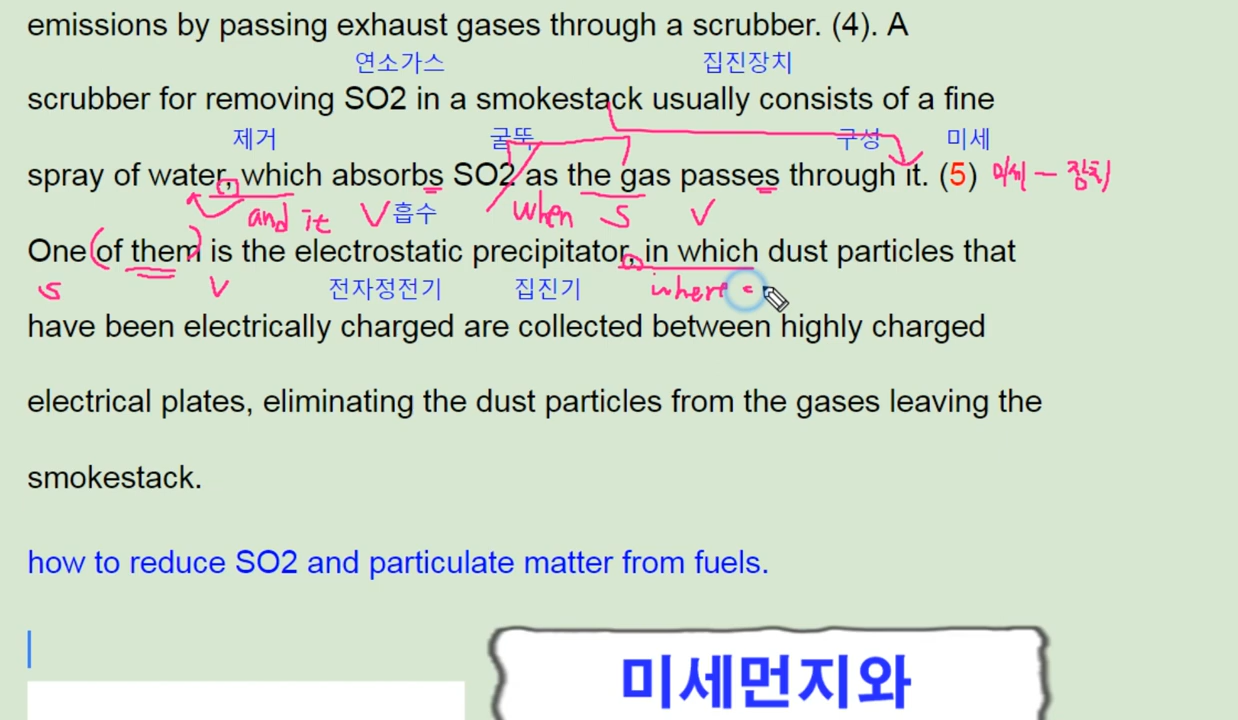 emissions by passing exhaust gases through a scrubber. (4). A
연소가스 집진장치
scrubber for removing SO2 in a smokestack usually consists of a fine
제거 굴뚝 구성 미세
spray of water, which absorbs SO2 as the gas passes through it. (5) 미세 - 집진
and it V 흡수 when S V
One (of them) is the electrostatic precipitator, in which dust particles that
S V 전자정전기 집진기 where
have been electrically charged are collected between highly charged
electrical plates, eliminating the dust particles from the gases leaving the
smokestack.
how to reduce SO2 and particulate matter from fuels.
미세먼지와